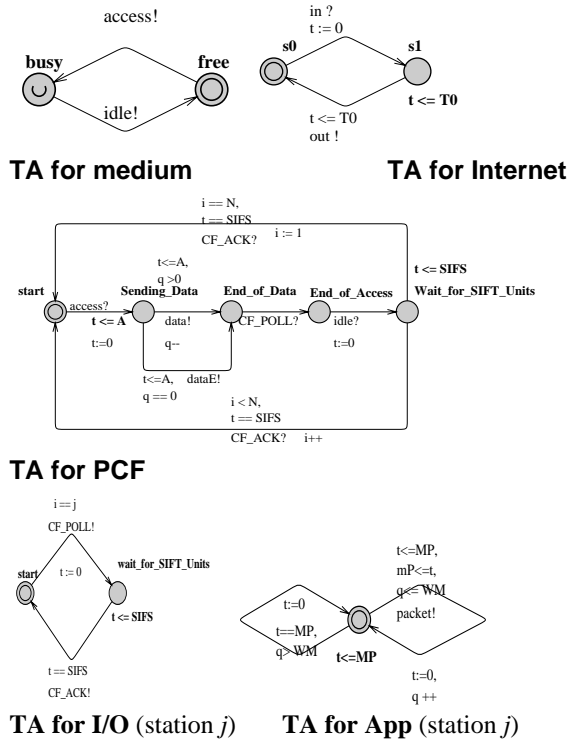 access!
busy
free
idle!
in ?
t := 0
s0
s1
t <= T0
t <= T0
out !
TA for medium
TA for Internet
i == N,
t == SIFS
CF_ACK?
i := 1
t<=A,
q >0
t <= SIFS
start
Sending_Data
End_of_Data
End_of_Access
Wait_for_SIFT_Units
access?
t <= A
data!
CF_POLL?
idle?
t:=0
q--
t:=0
t<=A,
dataE!
q == 0
i < N,
t == SIFS
CF_ACK?
i++
TA for PCF
i == j
CF_POLL!
wait_for_SIFT_Units
start
t := 0
t <= SIFS
t == SIFS
CF_ACK!
t<=MP,
mP<=t,
q<= WM
packet!
t:=0
t==MP,
q> WM
t<=MP
t:=0,
q ++
TA for I/O (station j)
TA for App (station j)